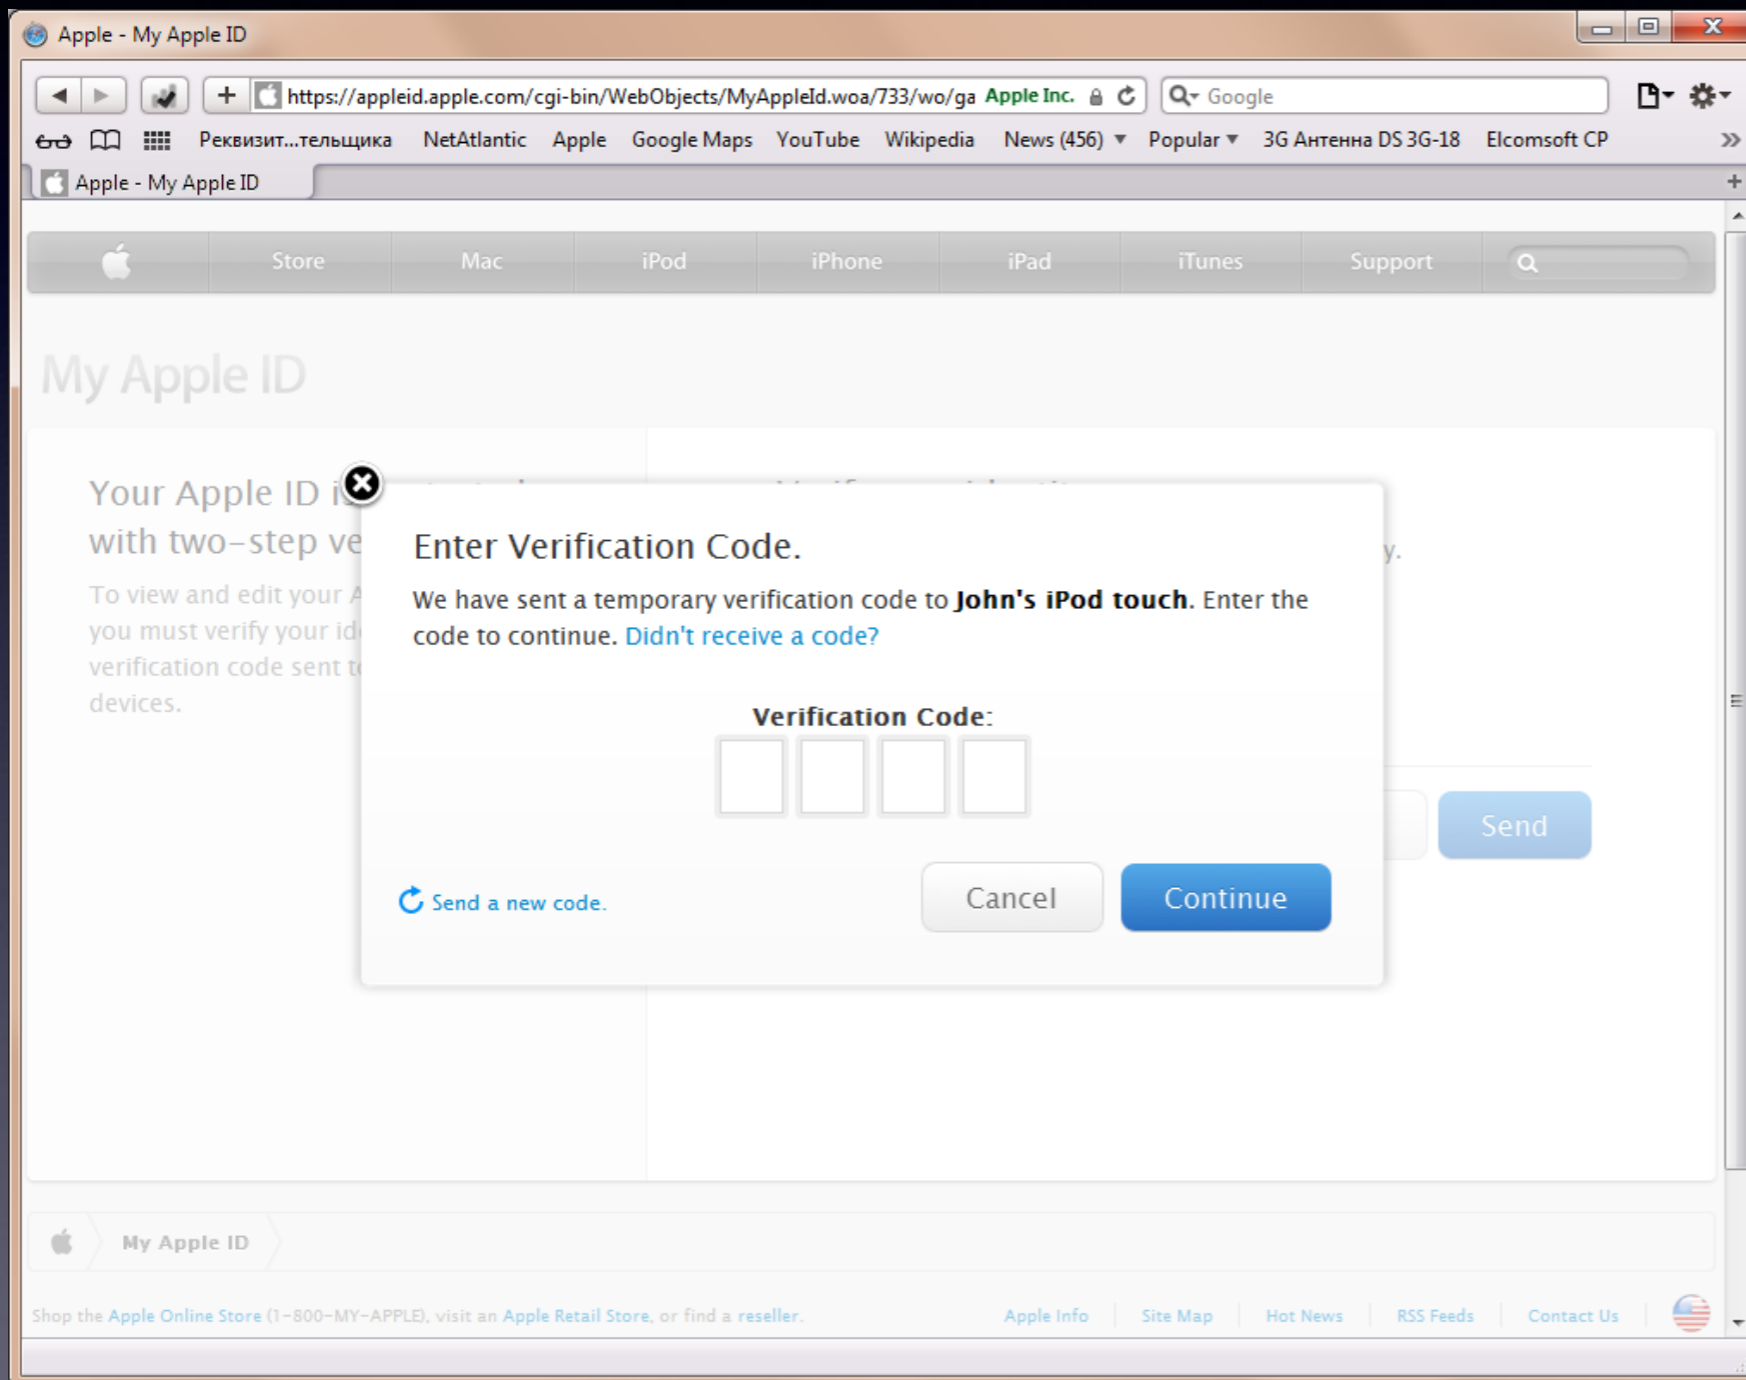 Apple - My Apple ID
https://appleid.apple.com/cgi-bin/WebObjects/MyAppleId.woa/733/wo/ga Apple Inc.
Google
Реквизит...тельщика NetAtlantic Apple Google Maps YouTube Wikipedia News (456) Popular 3G Антенна DS 3G-18 Elcomsoft CP
Apple - My Apple ID
Store Mac iPod iPhone iPad iTunes Support
My Apple ID
Your Apple ID
with two-step
To view and edit your
you must verify your
verification code sent
devices.
Enter Verification Code.
We have sent a temporary verification code to John's iPod touch. Enter the
code to continue. Didn't receive a code?
Verification Code:
Send a new code.
Cancel Continue
Send
My Apple ID
Shop the Apple Online Store (1-800-MY-APPLE), visit an Apple Retail Store, or find a reseller.
Apple Info Site Map Hot News RSS Feeds Contact Us